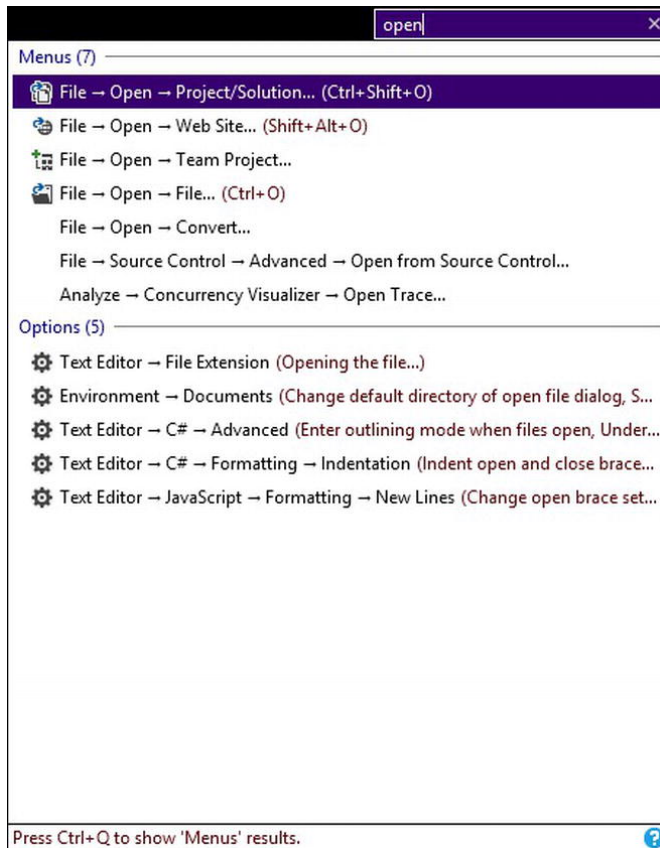 open
Menus (7)
File → Open → Project/Solution... (Ctrl+Shift+O)
File → Open → Web Site... (Shift+Alt+O)
File → Open → Team Project...
File → Open → File... (Ctrl+O)
File → Open → Convert...
File → Source Control → Advanced → Open from Source Control...
Analyze → Concurrency Visualizer → Open Trace...
Options (5)
Text Editor → File Extension (Opening the file...)
Environment → Documents (Change default directory of open file dialog, S...
Text Editor → C# → Advanced (Enter outlining mode when files open, Under...
Text Editor → C# → Formatting → Indentation (Indent open and close brace...
Text Editor → JavaScript → Formatting → New Lines (Change open brace set...
Press Ctrl+Q to show 'Menus' results.